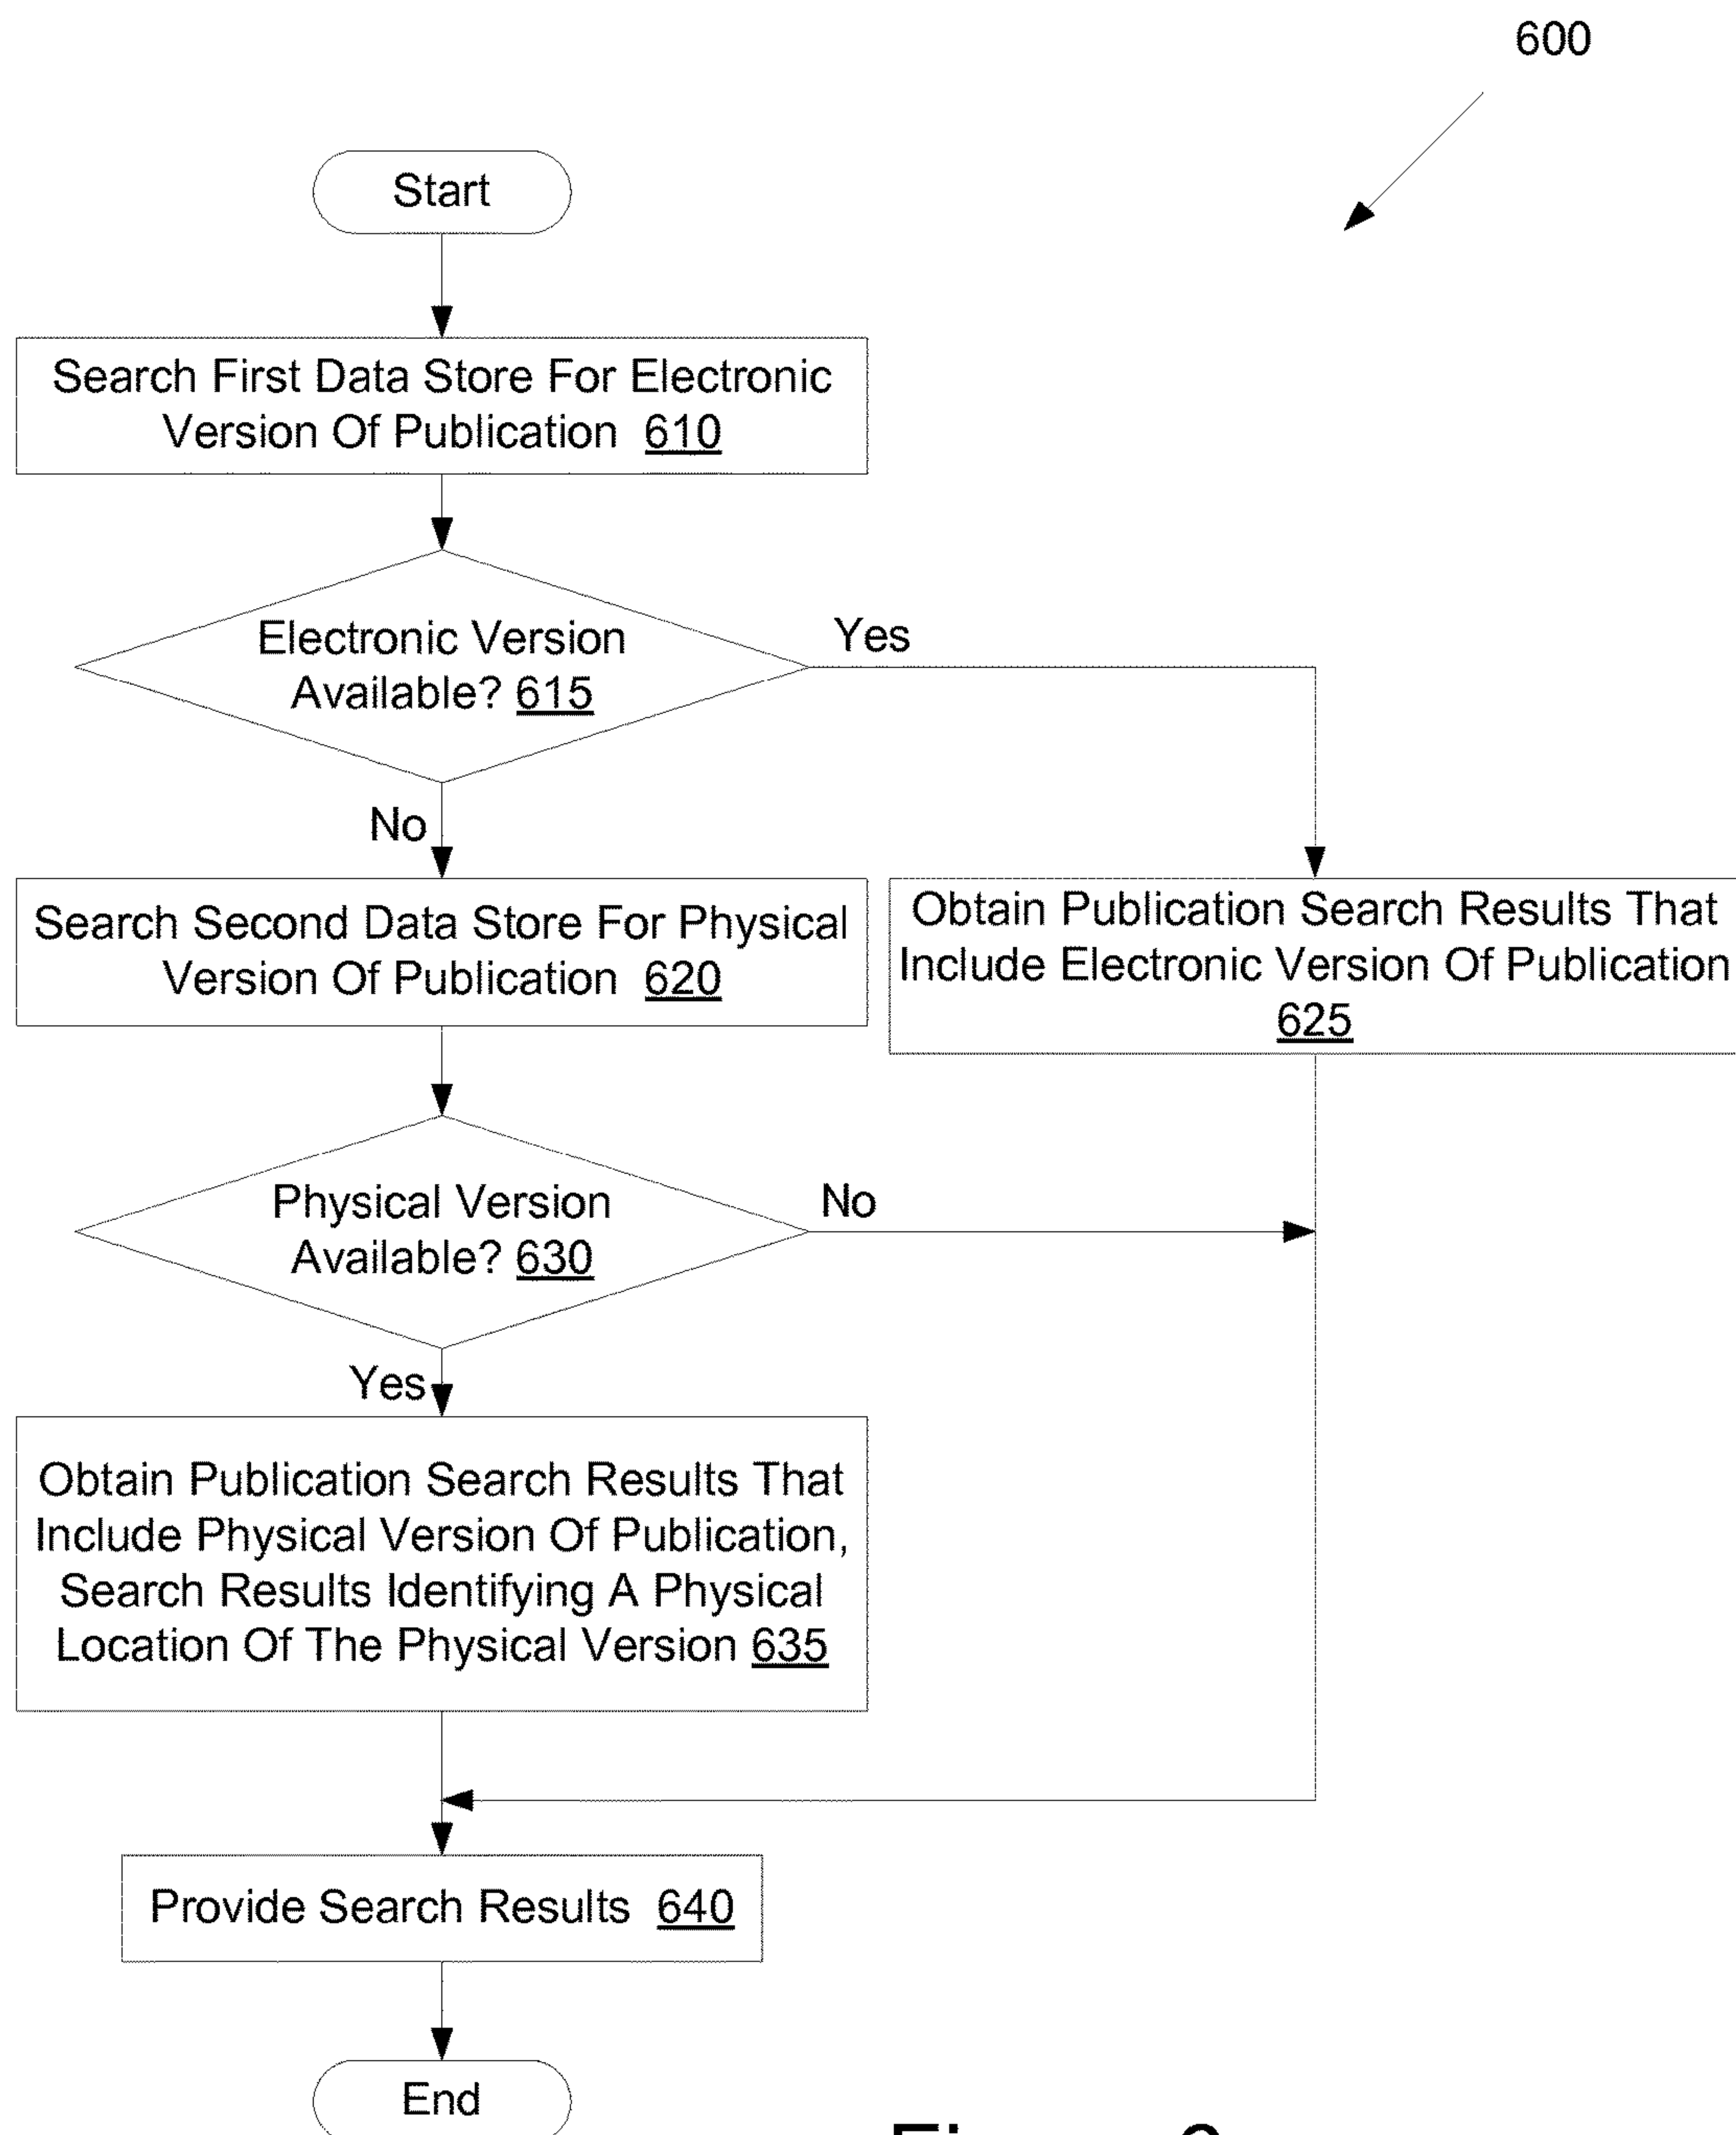 600
Start
Search First Data Store For Electronic
Version Of Publication 610
Electronic Version
Available? 615
Yes
No
Search Second Data Store For Physical
Version Of Publication 620
Obtain Publication Search Results That
Include Electronic Version Of Publication
625
Physical Version
Available? 630
No
Yes
Obtain Publication Search Results That
Include Physical Version Of Publication,
Search Results Identifying A Physical
Location Of The Physical Version 635
Provide Search Results 640
End